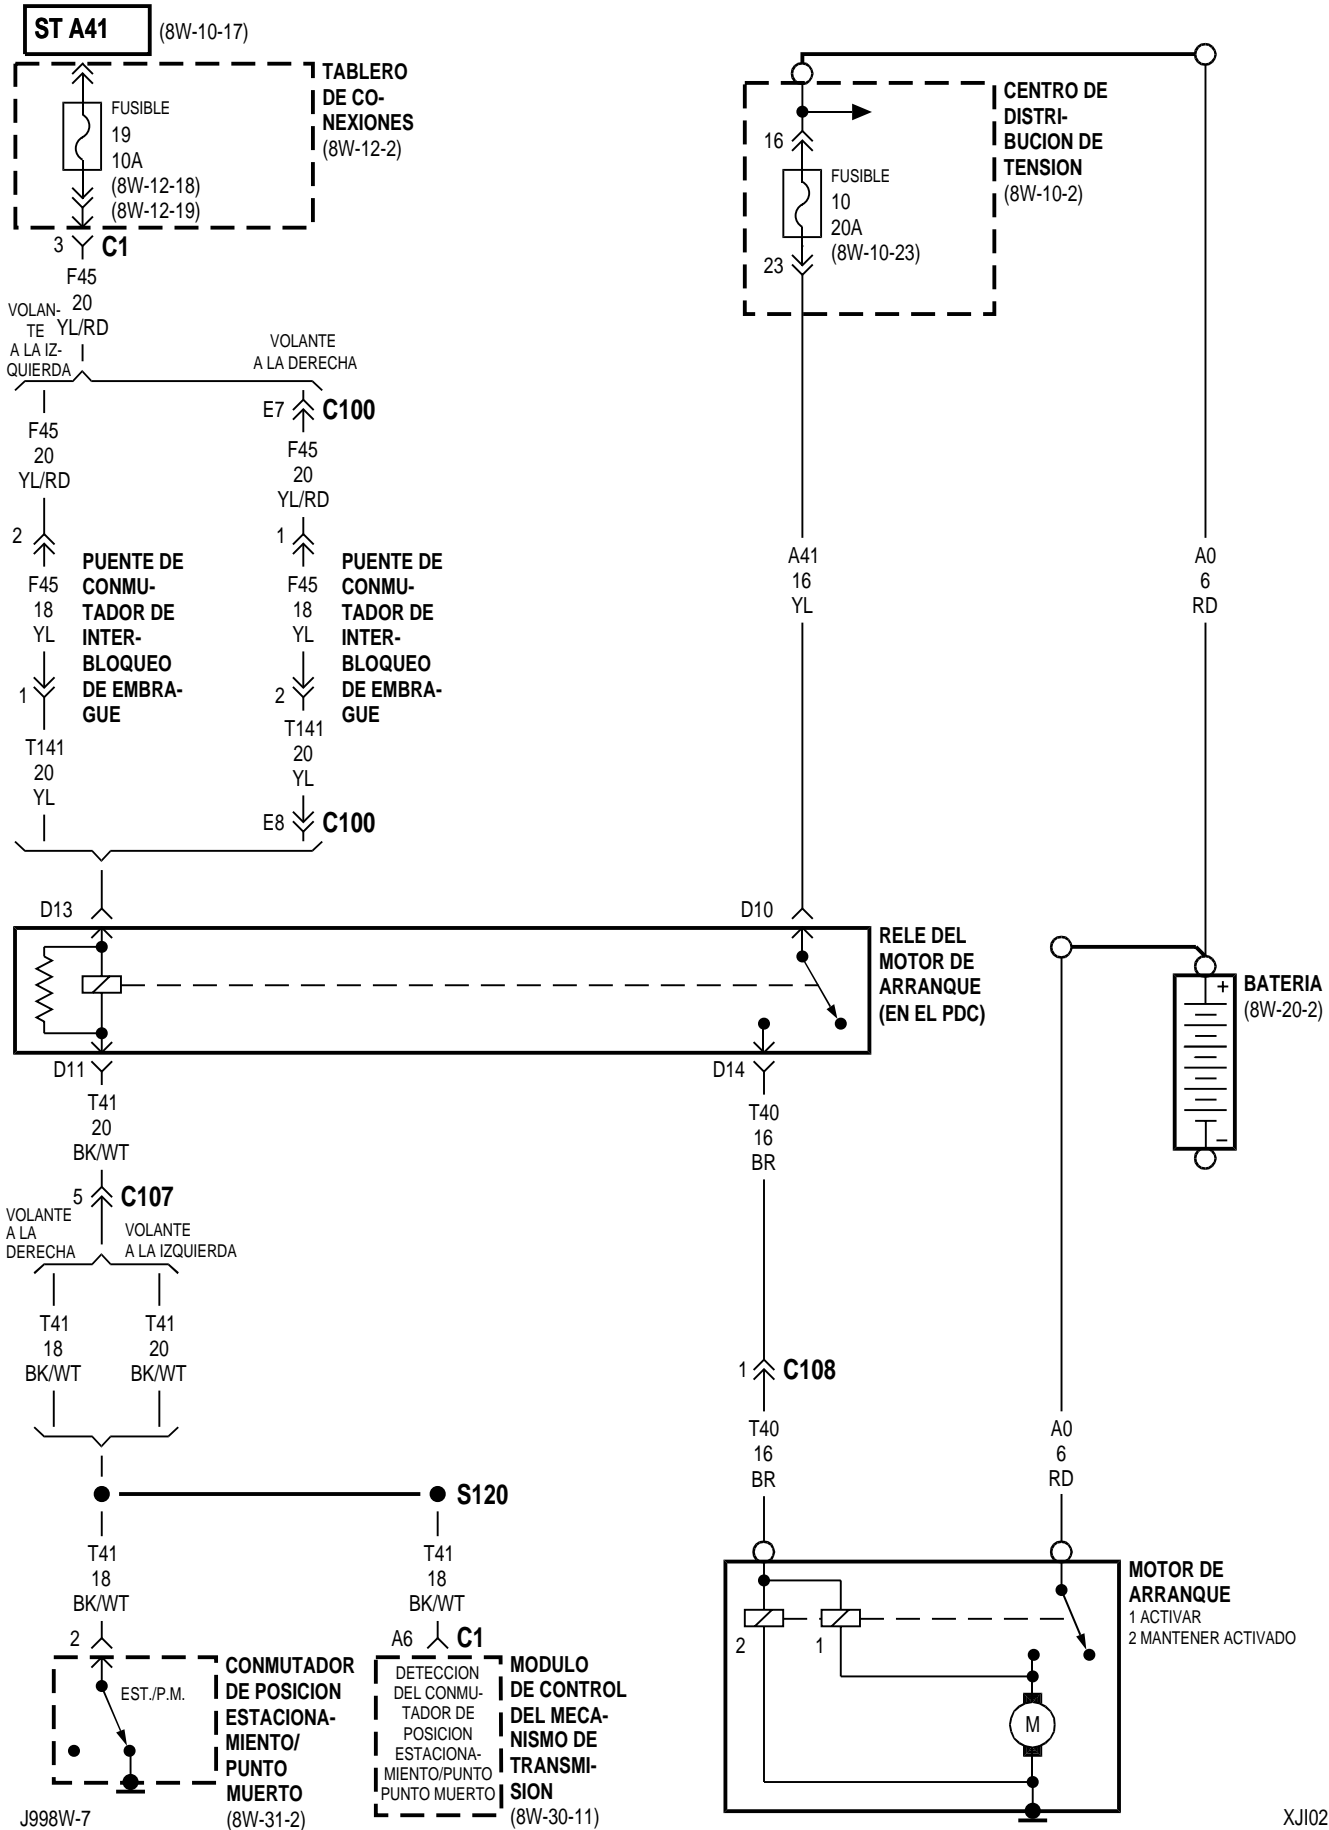 ST A41
(8W-10-17)
TABLERO
DE CO-
NEXIONES
(8W-12-2)
FUSIBLE
19
10A
(8W-12-18)
(8W-12-19)
3
C1
F45
20
YL/RD
VOLAN-
TE
A LA IZ-
QUIERDA
VOLANTE
A LA DERECHA
F45
20
YL/RD
2
F45
18
YL
1
T141
20
YL
PUENTE DE
CONMU-
TADOR DE
INTER-
BLOQUEO
DE EMBRA-
GUE
E7
C100
F45
20
YL/RD
1
F45
18
YL
2
T141
20
YL
E8
C100
PUENTE DE
CONMU-
TADOR DE
INTER-
BLOQUEO
DE EMBRA-
GUE
CENTRO DE
DISTRI-
BUCION DE
TENSION
(8W-10-2)
16
FUSIBLE
10
20A
(8W-10-23)
23
A41
16
YL
A0
6
RD
D13
D10
RELE DEL
MOTOR DE
ARRANQUE
(EN EL PDC)
BATERIA
(8W-20-2)
+
–
D11
D14
T41
20
BK/WT
5
C107
VOLANTE
A LA
DERECHA
VOLANTE
A LA IZQUIERDA
T41
18
BK/WT
T41
20
BK/WT
S120
T41
18
BK/WT
T41
18
BK/WT
2
A6
C1
EST./P.M.
CONMUTADOR
DE POSICION
ESTACIONA-
MIENTO/
PUNTO
MUERTO
(8W-31-2)
DETECCION
DEL CONMU-
TADOR DE
POSICION
ESTACIONA-
MIENTO/PUNTO
PUNTO MUERTO
MODULO
DE CONTROL
DEL MECA-
NISMO DE
TRANSMI-
SION
(8W-30-11)
T40
16
BR
1
C108
T40
16
BR
A0
6
RD
MOTOR DE
ARRANQUE
1 ACTIVAR
2 MANTENER ACTIVADO
2
1
M
J998W-7
XJI02